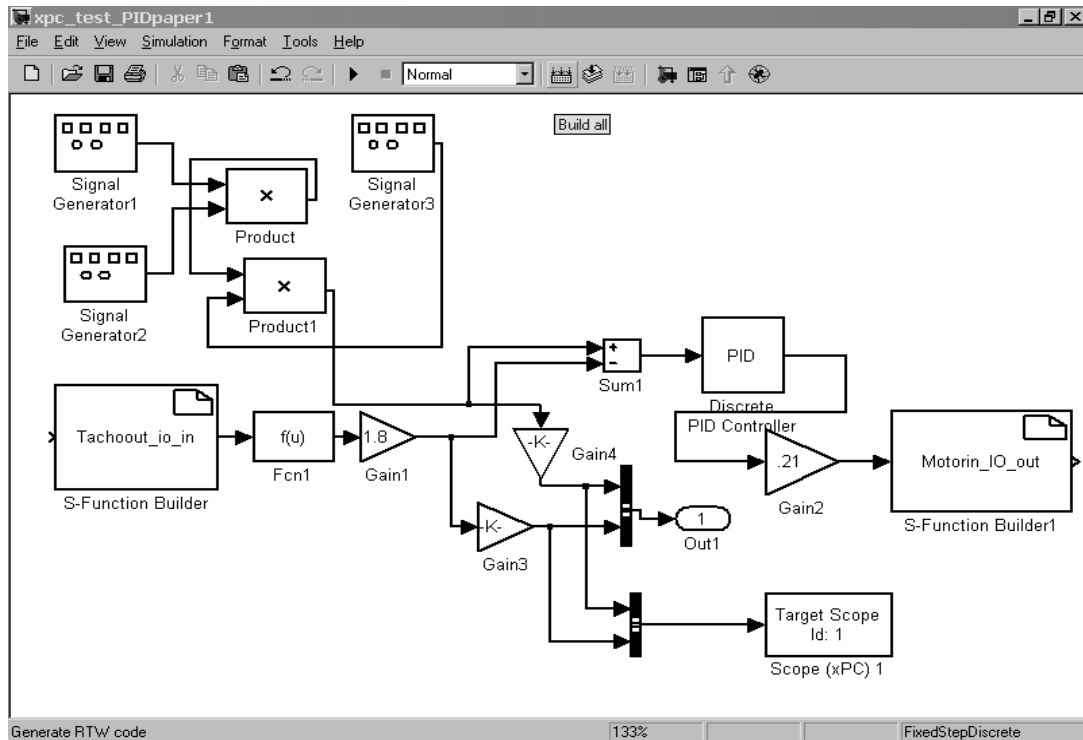 xpc_test_PIDpaper1
File Edit View Simulation Format Tools Help
Normal
Build all
Signal
Generator1
Signal
Generator3
×
Product
Signal
Generator2
×
Product1
+
−
Sum1
PID
Discrete
PID Controller
Tachoout_io_in
S-Function Builder
f(u)
Fcn1
1.8
Gain1
-K-
Gain4
.21
Gain2
Motorin_IO_out
S-Function Builder1
-K-
Gain3
1
Out1
Target Scope
Id: 1
Scope (xPC) 1
Generate RTW code
133%
FixedStepDiscrete